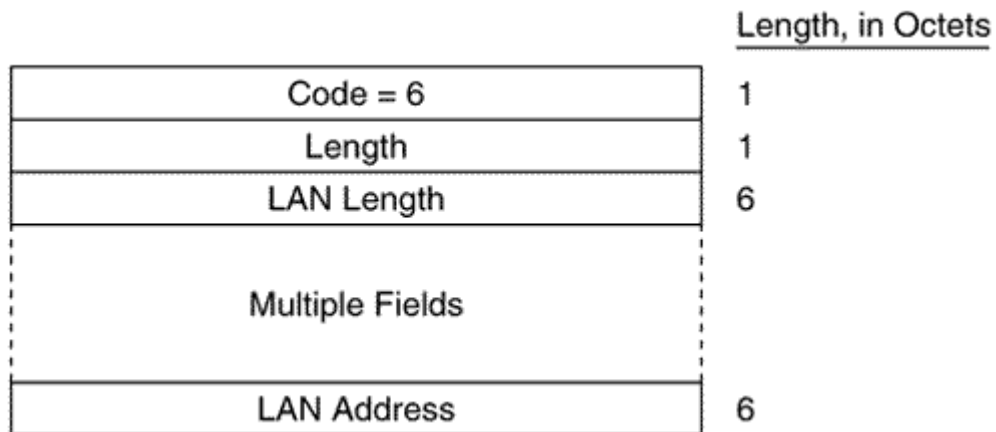 Length, in Octets
Code = 6 1
Length 1
LAN Length 6
Multiple Fields
LAN Address 6